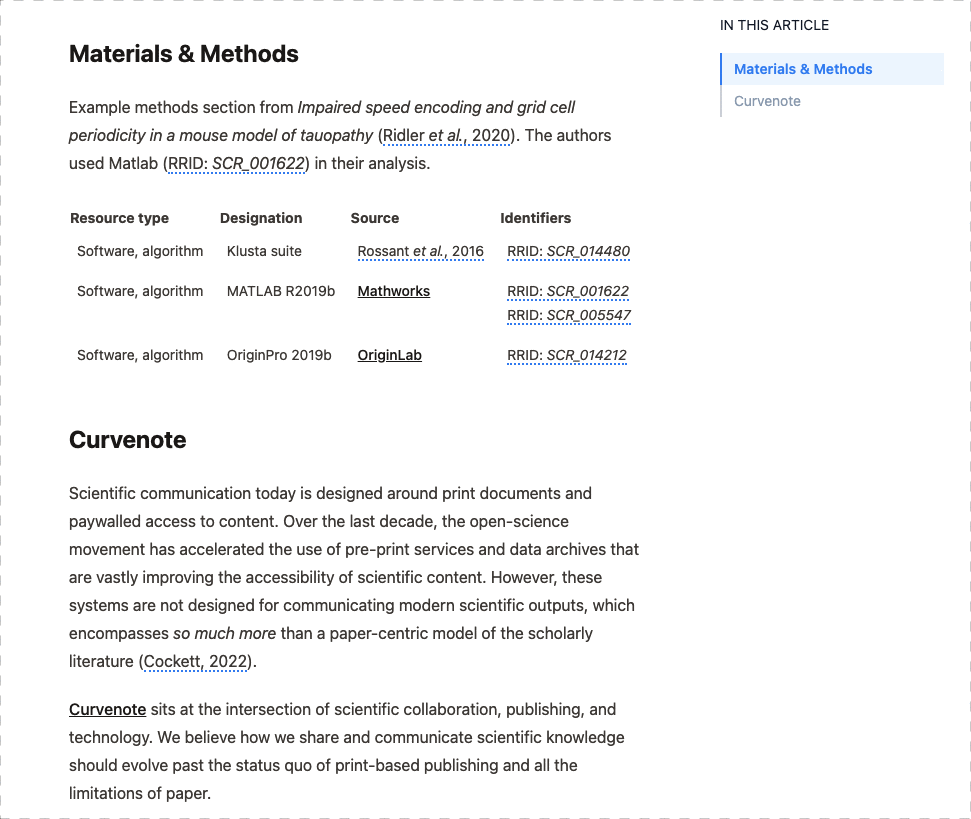 Materials & Methods
Example methods section from Impaired speed encoding and grid cell
periodicity in a mouse model of tauopathy (Ridler et al., 2020). The authors
used Matlab (RRID: SCR_001622) in their analysis.
Resource type Designation Source Identifiers
Software, algorithm Klusta suite Rossant et al., 2016 RRID: SCR_014480
Software, algorithm MATLAB R2019b Mathworks RRID: SCR_001622
RRID: SCR_005547
Software, algorithm OriginPro 2019b OriginLab RRID: SCR_014212
Curvenote
Scientific communication today is designed around print documents and
paywalled access to content. Over the last decade, the open-science
movement has accelerated the use of pre-print services and data archives that
are vastly improving the accessibility of scientific content. However, these
systems are not designed for communicating modern scientific outputs, which
encompasses so much more than a paper-centric model of the scholarly
literature (Cockett, 2022).
Curvenote sits at the intersection of scientific collaboration, publishing, and
technology. We believe how we share and communicate scientific knowledge
should evolve past the status quo of print-based publishing and all the
limitations of paper.
IN THIS ARTICLE
Materials & Methods
Curvenote